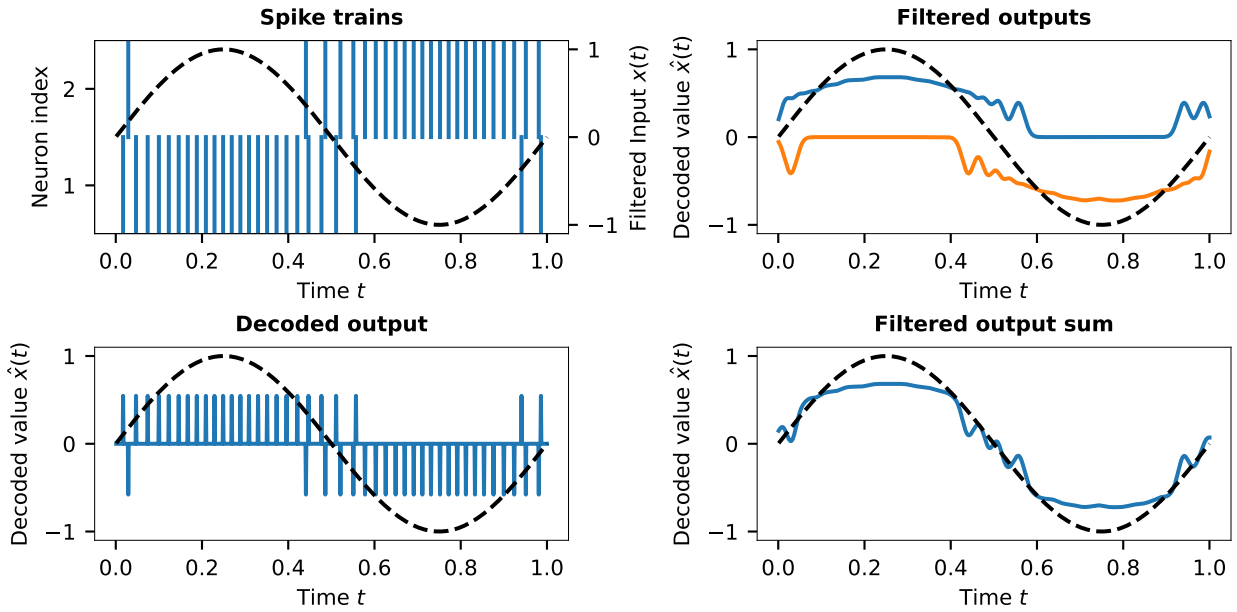 Spike trains
Neuron index
2
1
1
0
−1
Filtered Input x(t)
0.0 0.2 0.4 0.6 0.8 1.0
Time t
Filtered outputs
Decoded value x̂(t)
1
0
−1
0.0 0.2 0.4 0.6 0.8 1.0
Time t
Decoded output
Decoded value x̂(t)
1
0
−1
0.0 0.2 0.4 0.6 0.8 1.0
Time t
Filtered output sum
Decoded value x̂(t)
1
0
−1
0.0 0.2 0.4 0.6 0.8 1.0
Time t